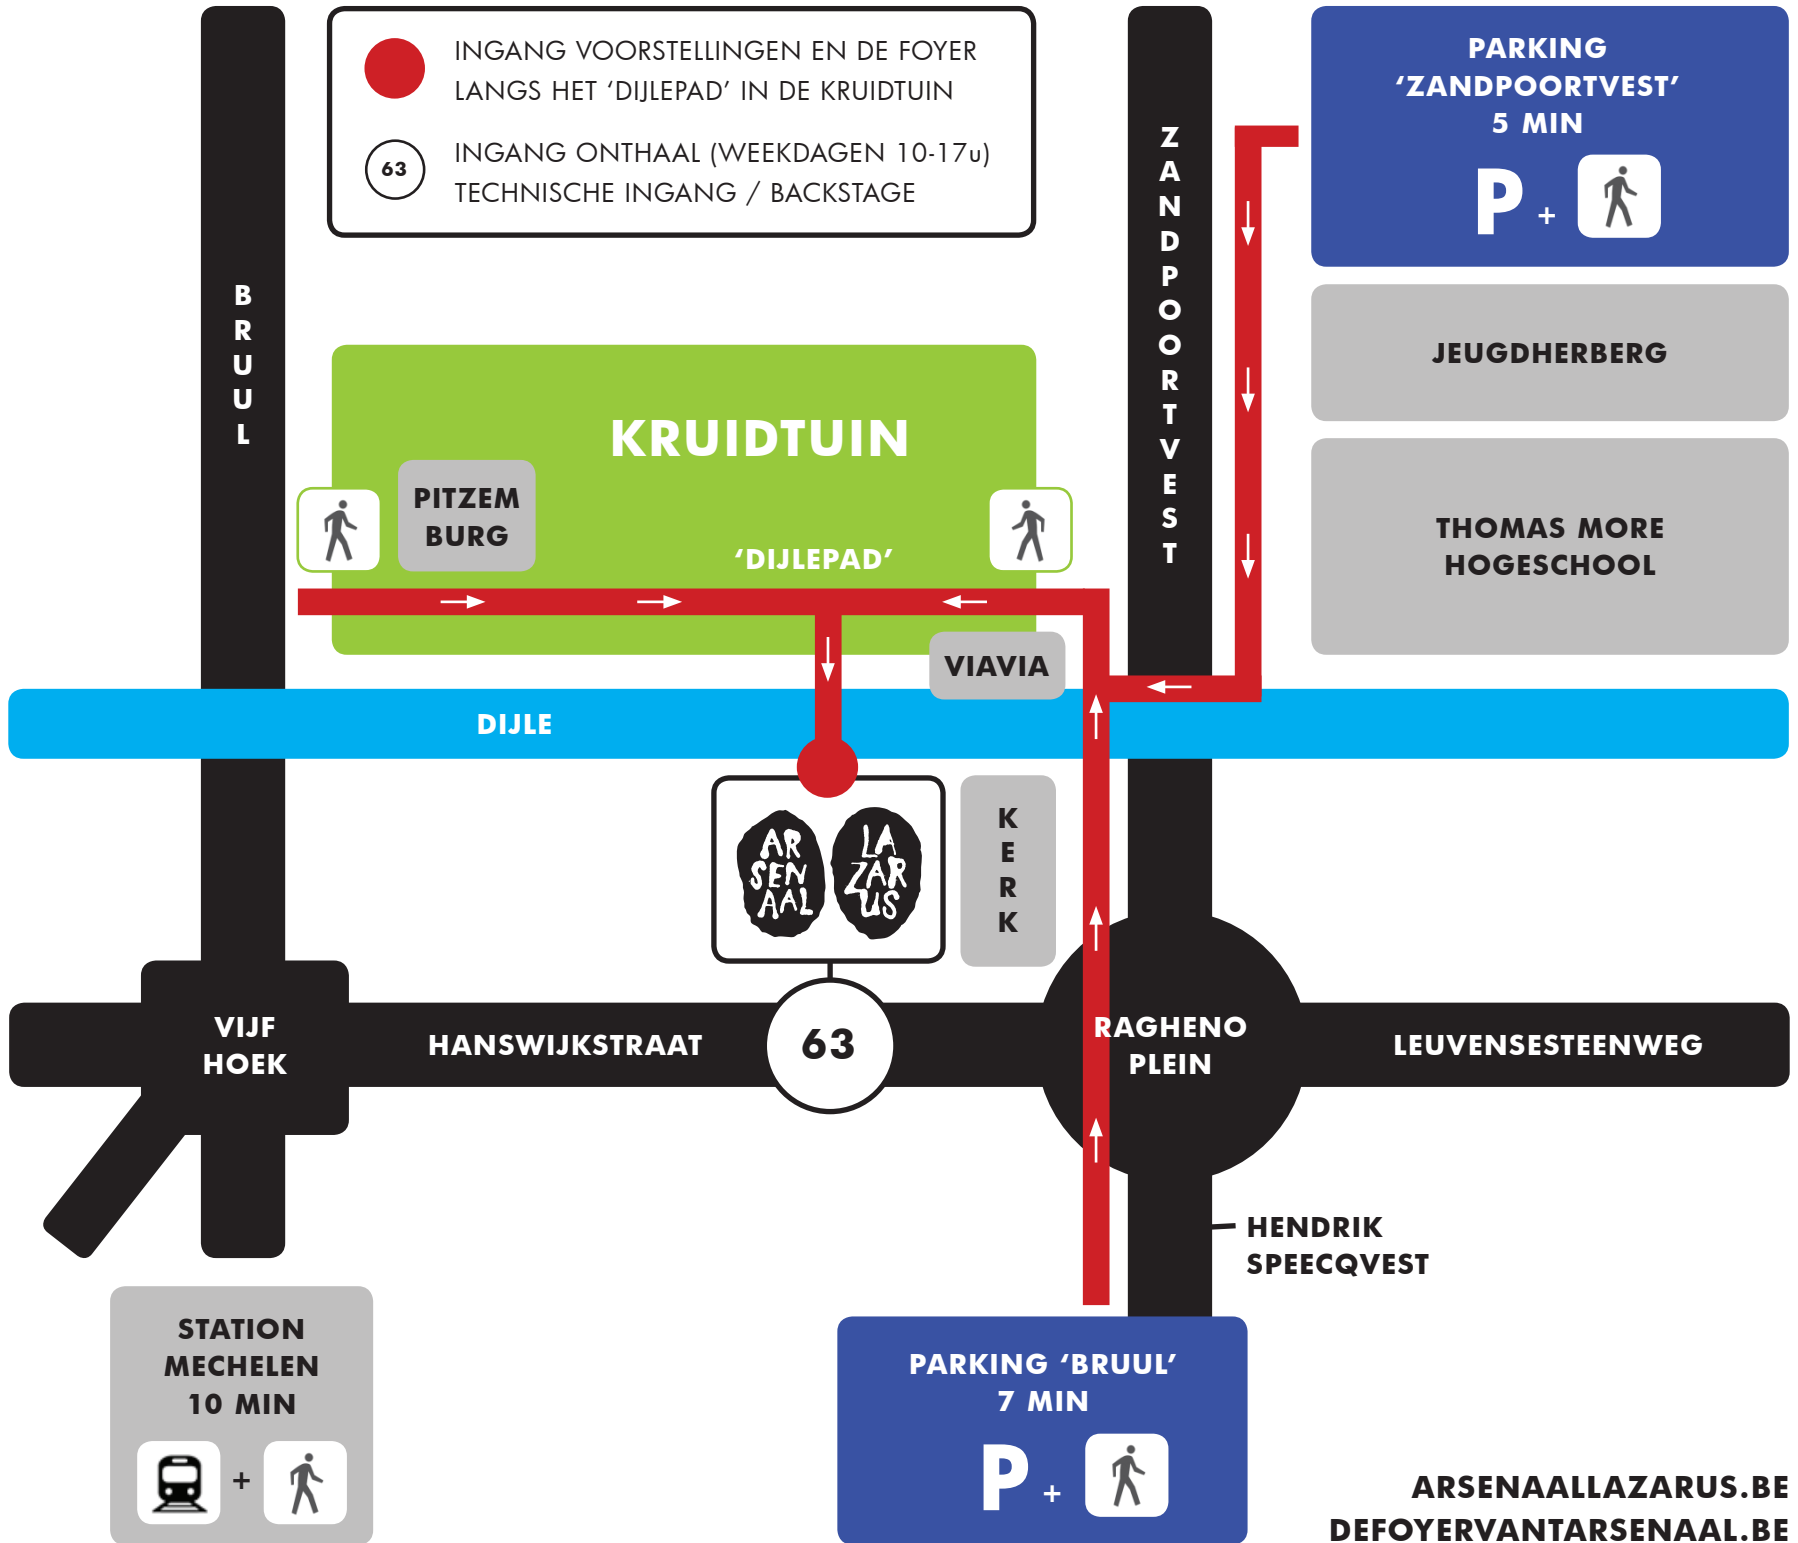 INGANG VOORSTELLINGEN EN DE FOYER
LANGS HET ‘DIJLEPAD’ IN DE KRUIDTUIN
63
INGANG ONTHAAL (WEEKDAGEN 10-17u)
TECHNISCHE INGANG / BACKSTAGE
PARKING
‘ZANDPOORTVEST’
5 MIN
P +
JEUGDHERBERG
THOMAS MORE
HOGESCHOOL
BRUUL
ZANDPOORTVEST
KRUIDTUIN
PITZEM
BURG
‘DIJLEPAD’
VIAVIA
DIJLE
AR
SEN
AAL
LA
ZAR
US
KERK
VIJF
HOEK
HANSWIJKSTRAAT
63
RAGHENO
PLEIN
LEUVENSESTEENWEG
HENDRIK
SPEECQVEST
STATION
MECHELEN
10 MIN
+
PARKING ‘BRUUL’
7 MIN
P +
ARSENAALLAZARUS.BE
DEFOYERVANTARSENAAL.BE